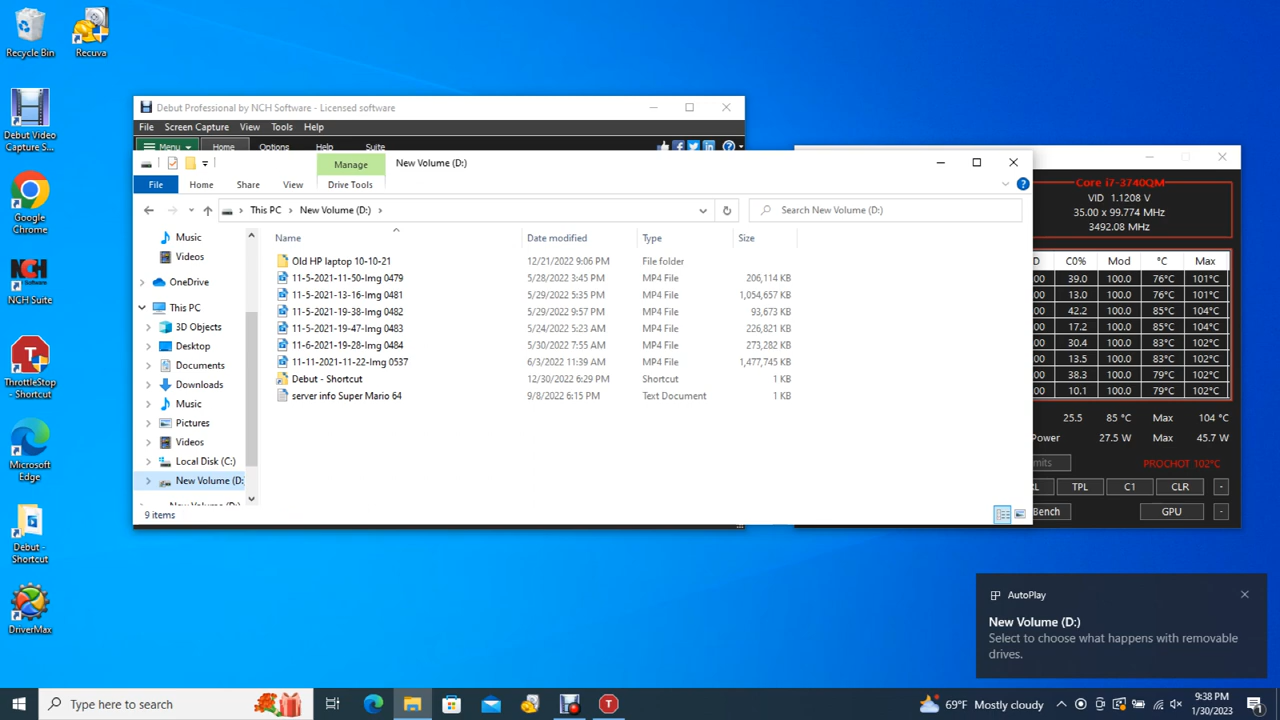 Recycle Bin
Recuva
Debut Video
Capture S...
Google
Chrome
NCH Suite
ThrottleStop
- Shortcut
Microsoft
Edge
Debut -
Shortcut
DriverMax
Debut Professional by NCH Software - Licensed software
File Screen Capture View Tools Help
Menu Home Options Help Suite
Manage New Volume (D:)
File Home Share View Drive Tools
This PC New Volume (D:) Search New Volume (D:)
Music
Videos
OneDrive
This PC
3D Objects
Desktop
Documents
Downloads
Music
Pictures
Videos
Local Disk (C:)
New Volume (D:
Name Date modified Type Size
Old HP laptop 10-10-21 12/21/2022 9:06 PM File folder
11-5-2021-11-50-Img 0479 5/28/2022 3:45 PM MP4 File 206,114 KB
11-5-2021-13-16-Img 0481 5/29/2022 5:35 PM MP4 File 1,054,657 KB
11-5-2021-19-38-Img 0482 5/29/2022 9:57 PM MP4 File 93,673 KB
11-5-2021-19-47-Img 0483 5/24/2022 5:23 AM MP4 File 226,821 KB
11-6-2021-19-28-Img 0484 5/30/2022 7:55 AM MP4 File 273,282 KB
11-11-2021-11-22-Img 0537 6/3/2022 11:39 AM MP4 File 1,477,745 KB
Debut - Shortcut 12/30/2022 6:29 PM Shortcut 1 KB
server info Super Mario 64 9/8/2022 6:15 PM Text Document 1 KB
9 items
Core i7-3740QM
VID 1.1208 V
35.00 x 99.774 MHz
3492.08 MHz
D C0% Mod °C Max
00 39.0 100.0 76°C 101°C
00 13.0 100.0 76°C 101°C
00 42.2 100.0 85°C 104°C
00 17.2 100.0 85°C 104°C
00 30.4 100.0 83°C 102°C
00 13.5 100.0 83°C 102°C
00 38.3 100.0 79°C 102°C
00 10.1 100.0 79°C 102°C
25.5 85 °C Max 104 °C
Power 27.5 W Max 45.7 W
mits PROCHOT 102°C
RL TPL C1 CLR -
Bench GPU -
AutoPlay
New Volume (D:)
Select to choose what happens with removable
drives.
Type here to search
69°F Mostly cloudy
9:38 PM
1/30/2023
1